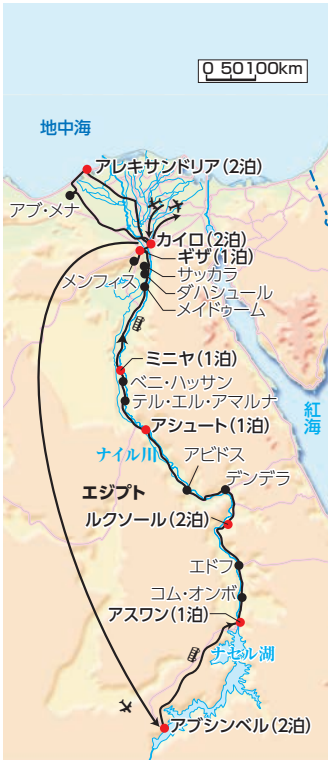 0 50100km
地中海
アレキサンドリア(2泊)
アブ・メナ
カイロ(2泊)
ギザ(1泊)
サッカラ
メンフィス
ダハシュール
メイドゥーム
ミニヤ(1泊)
ベニ・ハッサン
テル・エル・アマルナ
アシュート(1泊)
紅海
ナイル川
アビドス
デンデラ
エジプト
ルクソール(2泊)
エドフ
コム・オンボ
アスワン(1泊)
ナセル湖
アブシンベル(2泊)